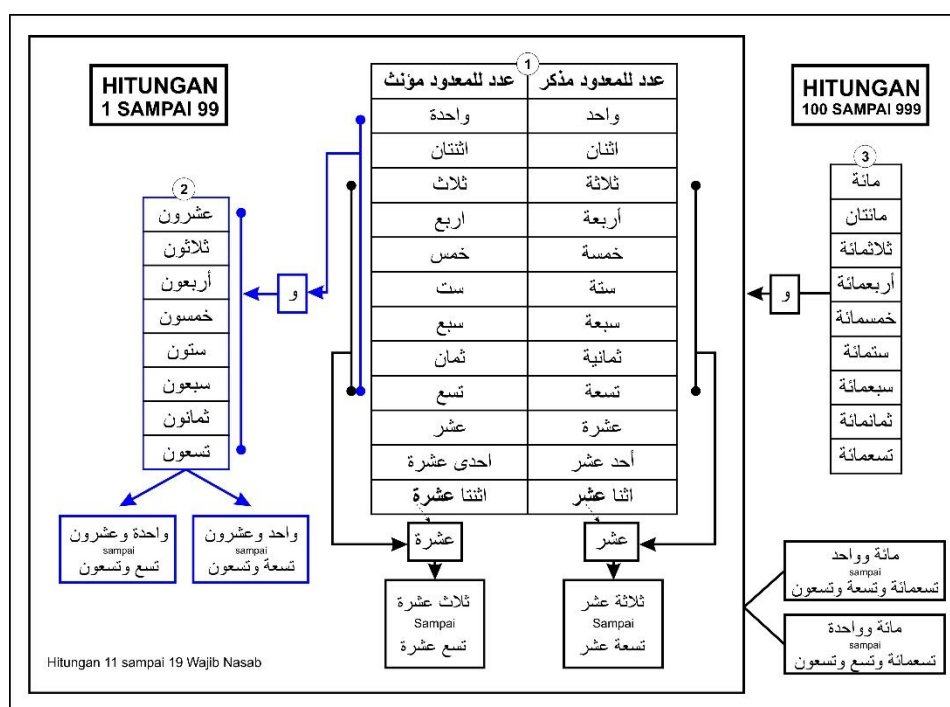 HITUNGAN
1 SAMPAI 99
1
عدد للمعدود مذكر
عدد للمعدود مؤنث
واحد
واحدة
اثنان
اثنتان
ثلاثة
ثلاث
أربعة
اربع
خمسة
خمس
ستة
ست
سبعة
سبع
ثمانية
ثمان
تسعة
تسع
عشرة
عشر
أحد عشر
احدى عشرة
اثنا عشر
اثنتا عشرة
عشر
عشرة
ثلاثة عشر
Sampai
تسعة عشر
ثلاث عشرة
Sampai
تسع عشرة
2
عشرون
ثلاثون
أربعون
خمسون
ستون
سبعون
ثمانون
تسعون
و
واحد وعشرون
sampai
تسعة وتسعون
واحدة وعشرون
sampai
تسع وتسعون
Hitungan 11 sampai 19 Wajib Nasab
HITUNGAN
100 SAMPAI 999
3
مائة
مائتان
ثلاثمائة
أربعمائة
خمسمائة
ستمائة
سبعمائة
ثمانمائة
تسعمائة
و
مائة وواحد
sampai
تسعمائة وتسعة وتسعون
مائة وواحدة
sampai
تسعمائة وتسع وتسعون